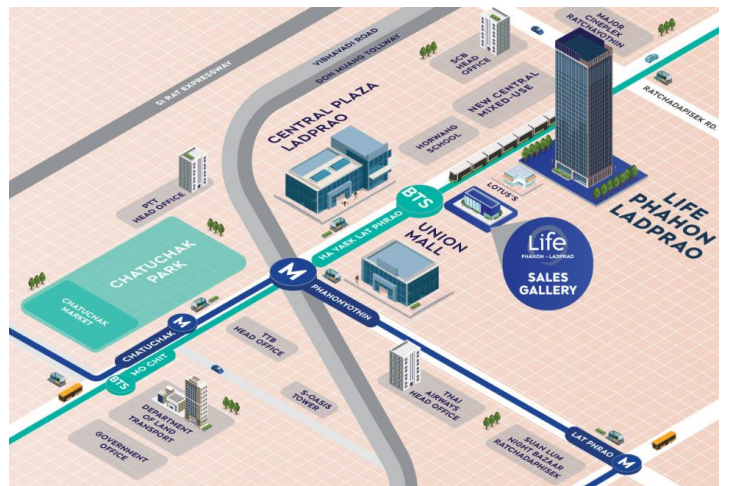 MAJOR
CINEPLEX
RATCHAYOTHIN
VIBHAVADI ROAD
DON MUANG TOLLWAY
SCB
HEAD
OFFICE
SI RAT EXPRESSWAY
NEW CENTRAL
MIXED-USE
RATCHADAPISEK RD.
CENTRAL PLAZA
LADPRAO
HORWANG
SCHOOL
LOTUS'S
BTS
HA YAEK LAT PHRAO
LIFE
PHAHON
LADPRAO
PTT
HEAD OFFICE
UNION
MALL
Life
PHAHON - LADPRAO
SALES
GALLERY
CHATUCHAK
PARK
CHATUCHAK
MARKET
M
PHAHONYOTHIN
M
CHATUCHAK
BTS
MO CHIT
TTB
HEAD OFFICE
S-OASIS
TOWER
THAI
AIRWAYS
HEAD OFFICE
DEPARTMENT
OF LAND
TRANSPORT
GOVERNMENT
OFFICE
SUAN LUM
NIGHT BAZAAR
RATCHADAPHISEK
LAT PHRAO
M